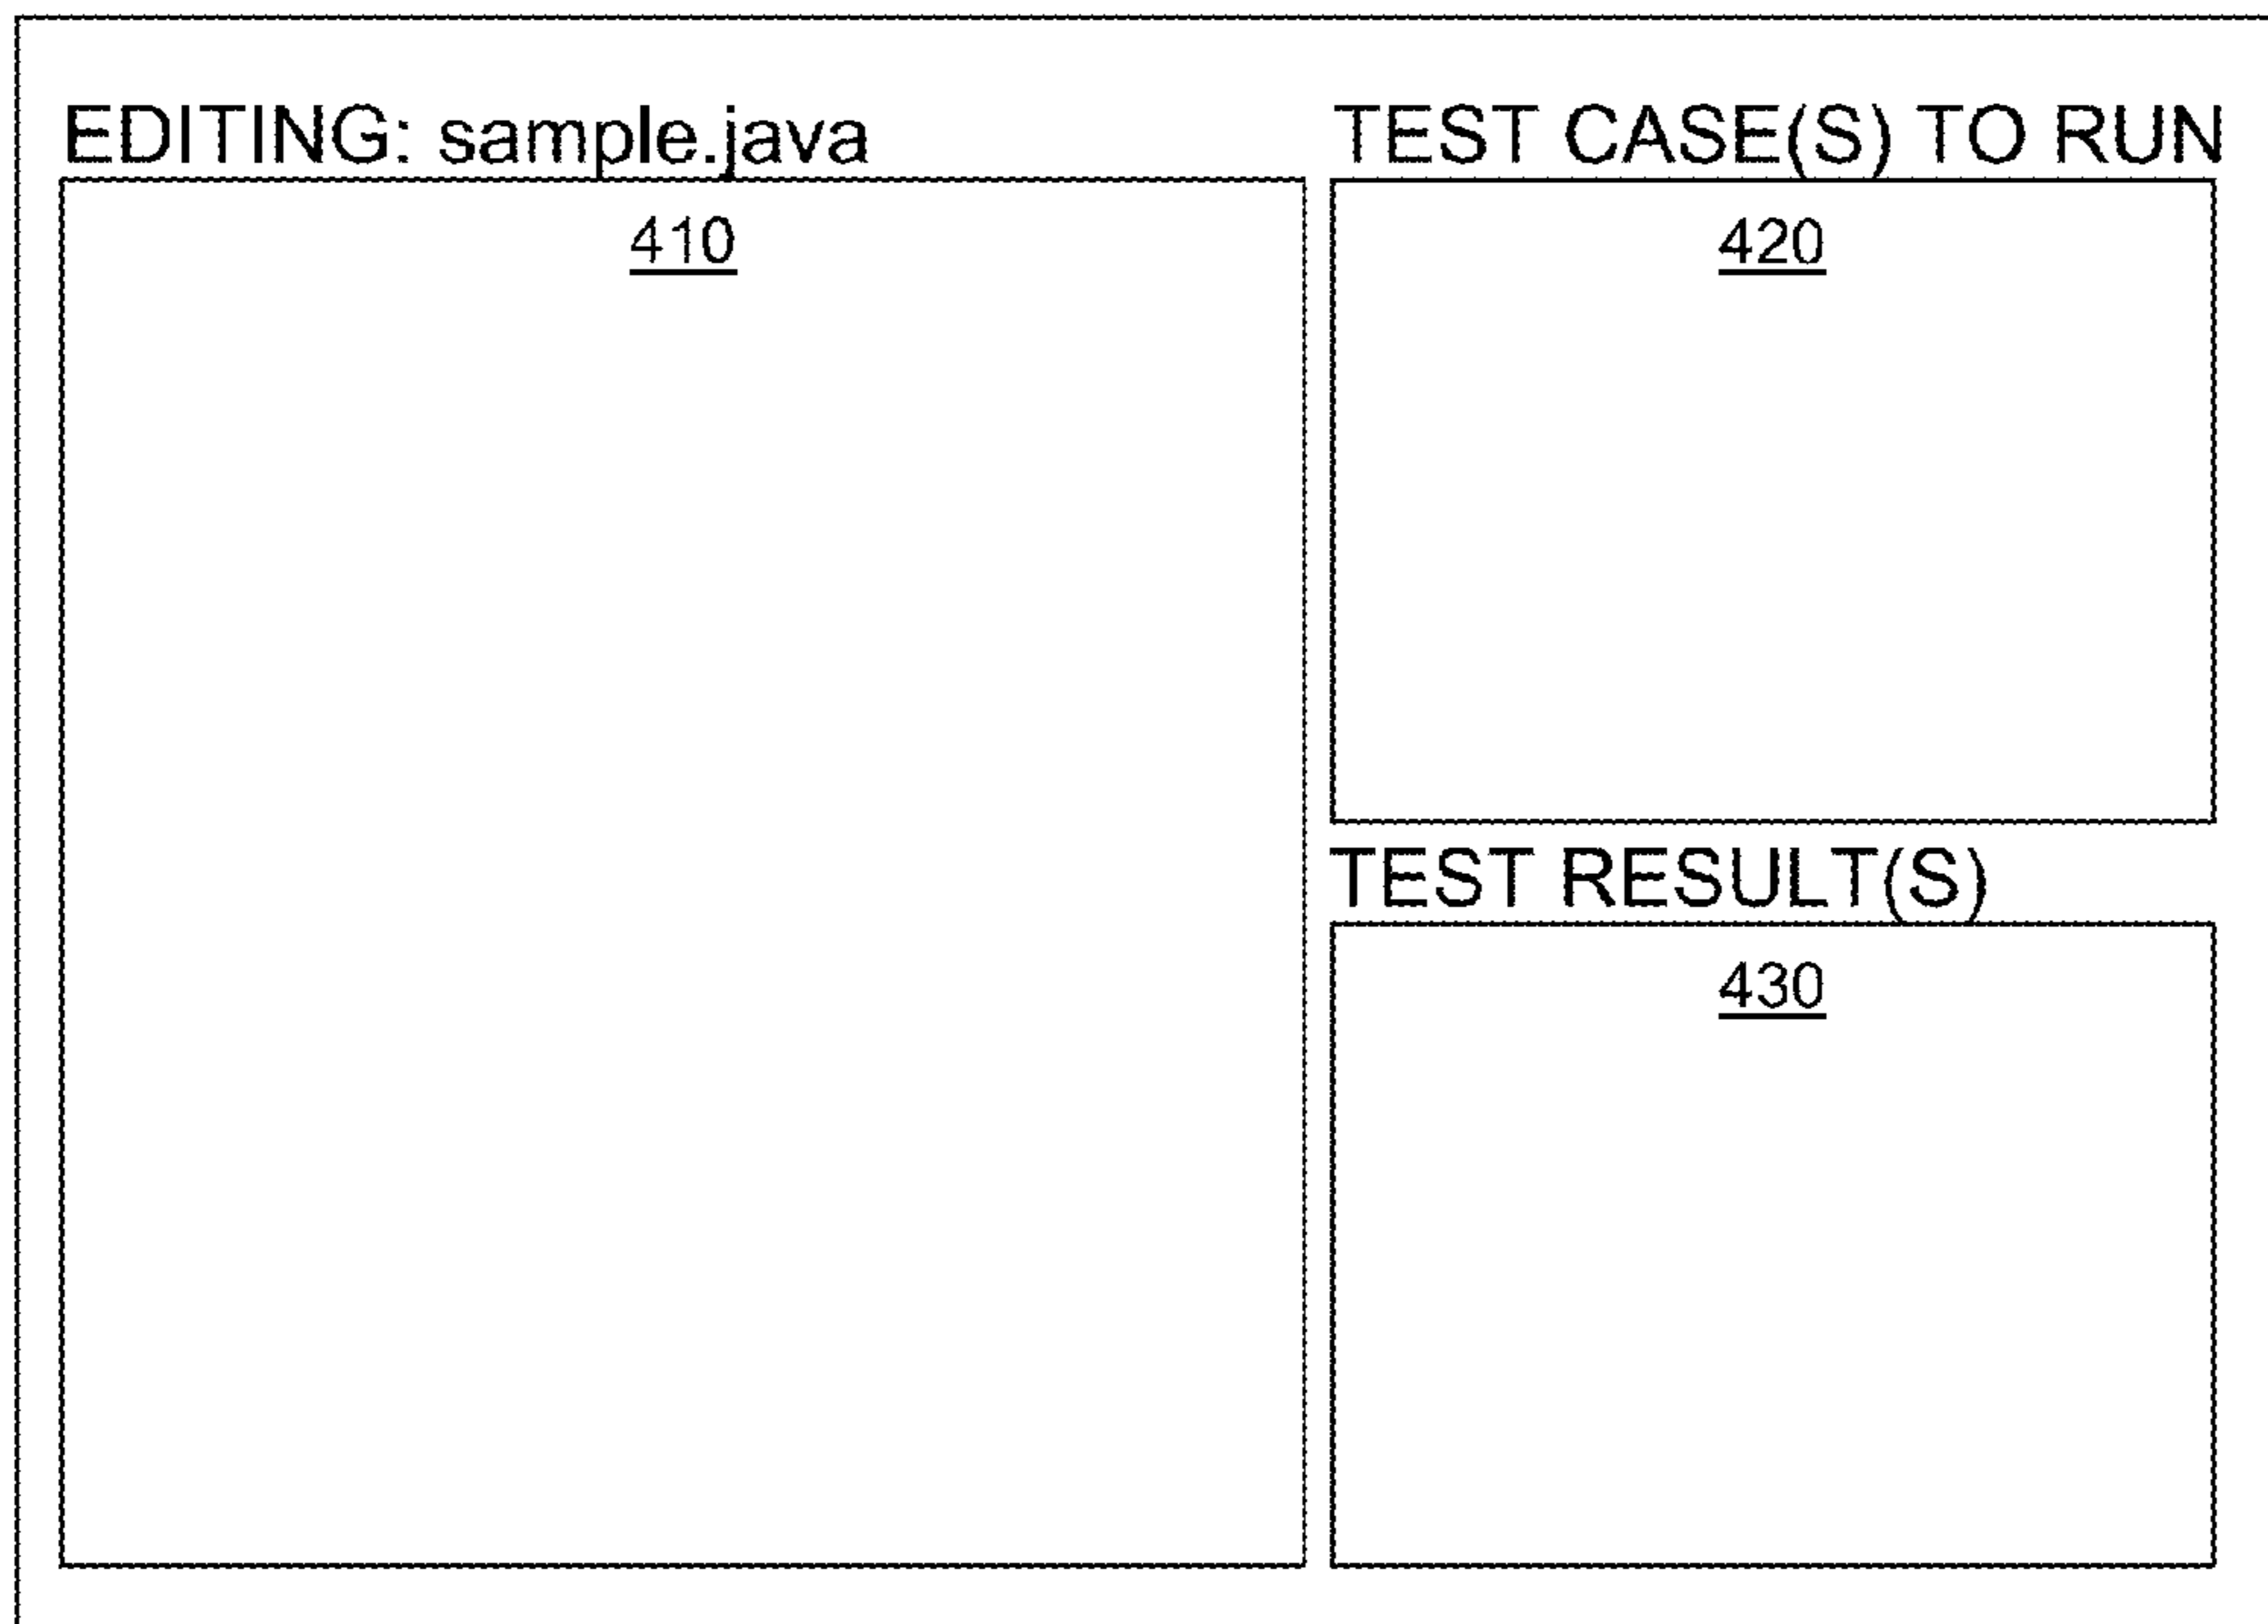 EDITING: sample.java
410
TEST CASE(S) TO RUN
420
TEST RESULT(S)
430